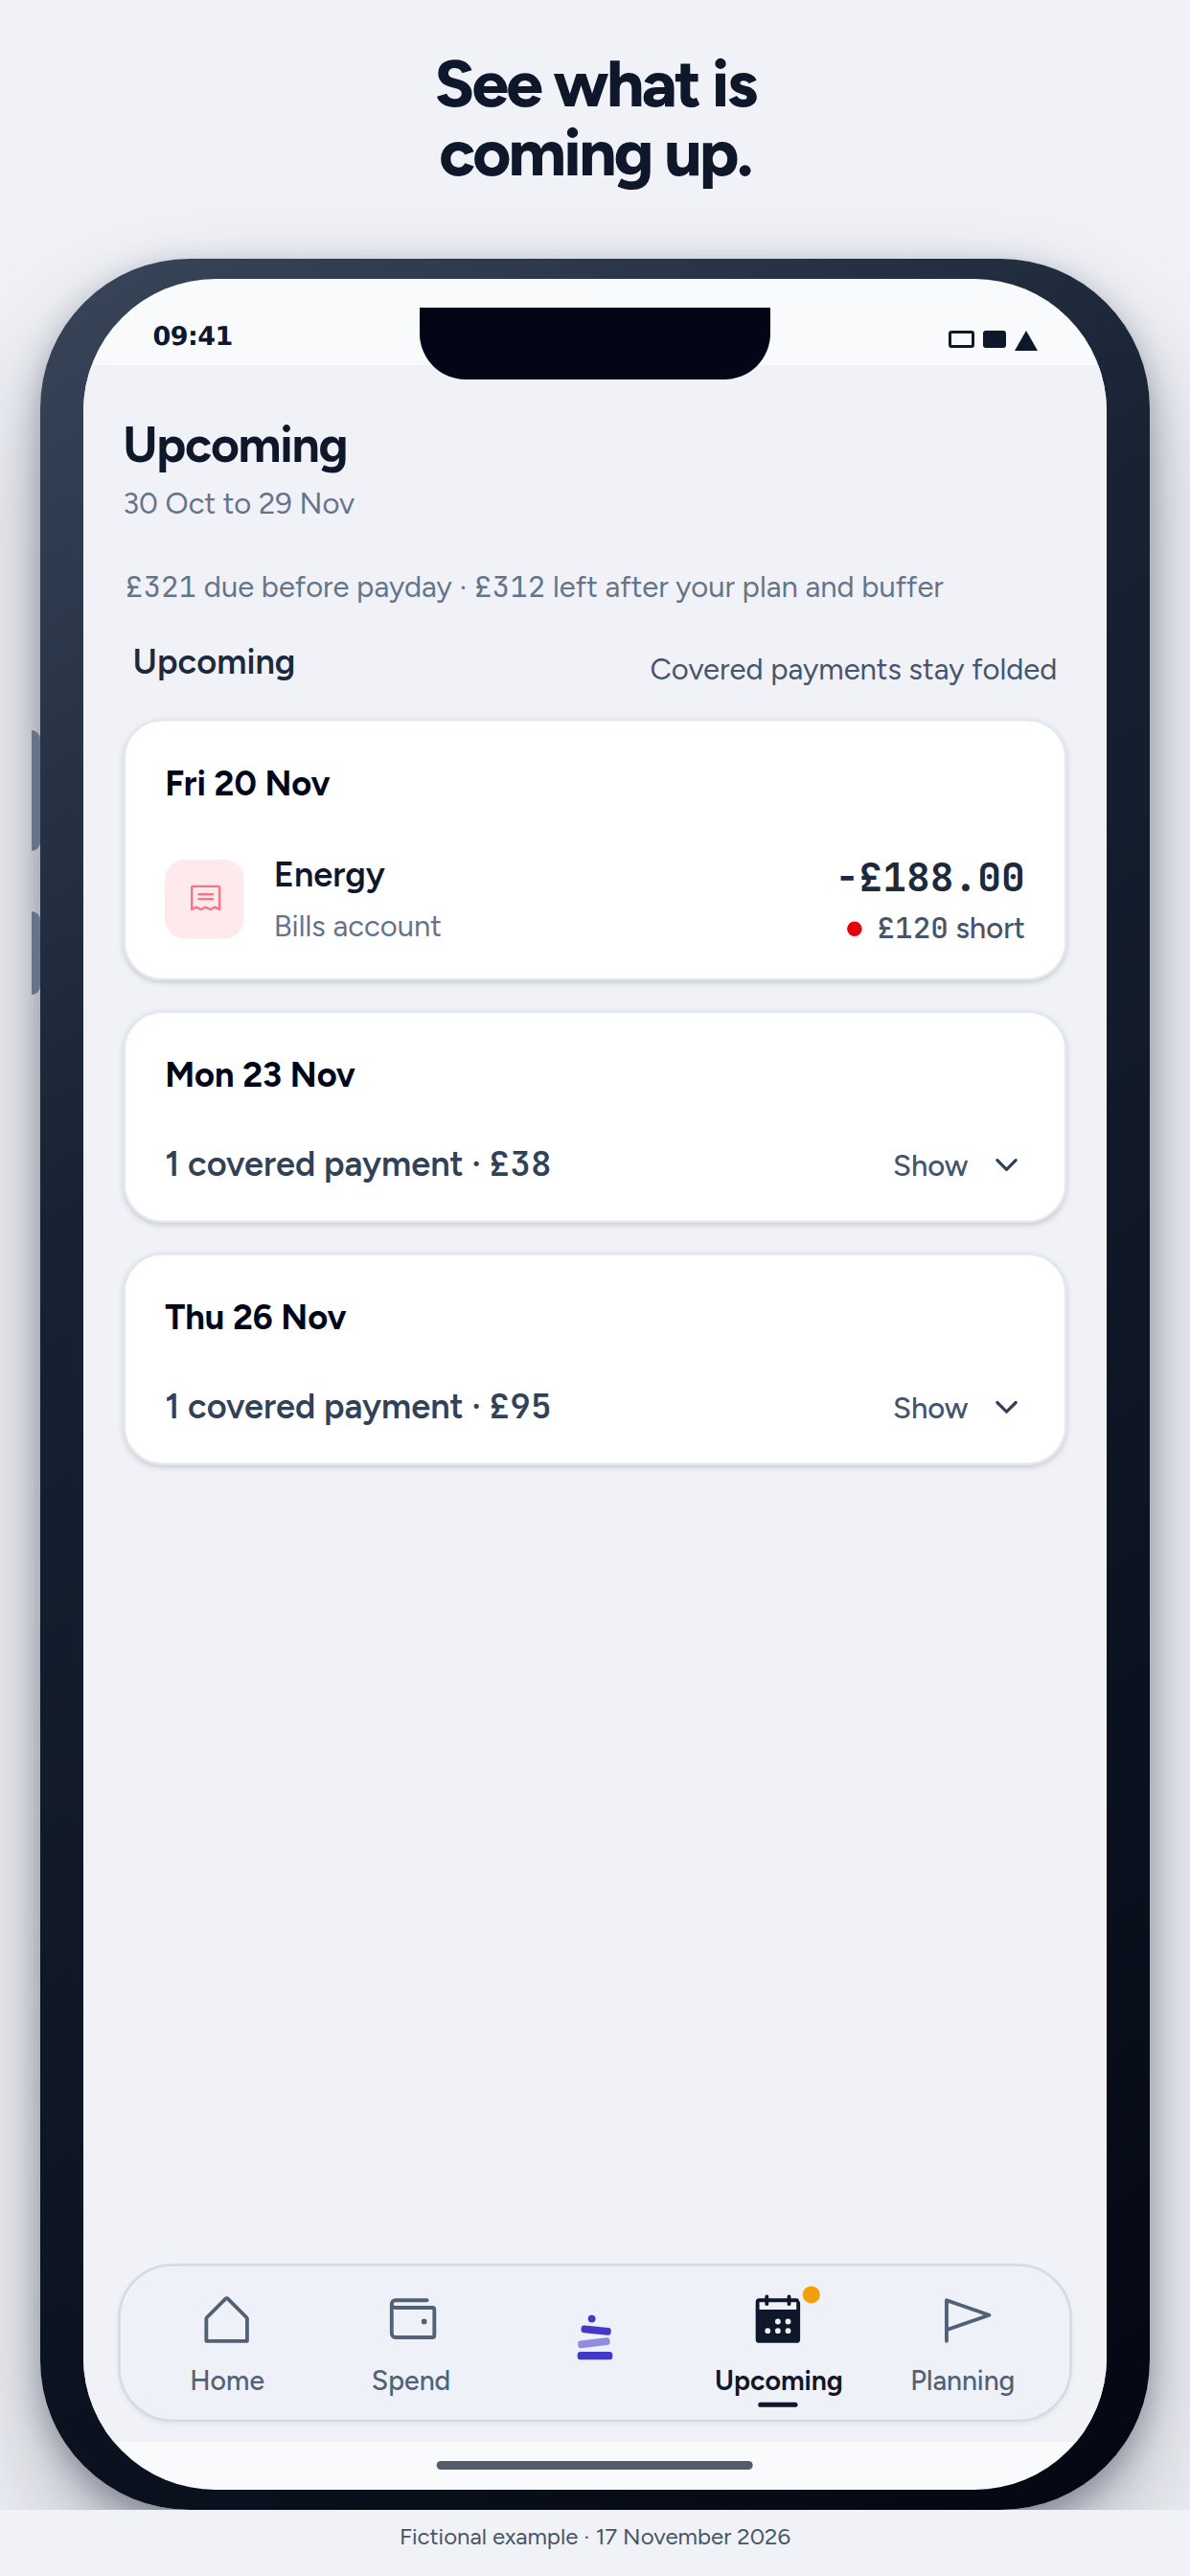 See what is
coming up.
09:41
Upcoming
30 Oct to 29 Nov
£321 due before payday · £312 left after your plan and buffer
Upcoming
Covered payments stay folded
Fri 20 Nov
Energy
-£188.00
Bills account
£120 short
Mon 23 Nov
1 covered payment · £38
Show
Thu 26 Nov
1 covered payment · £95
Show
Home
Spend
Upcoming
Planning
Fictional example · 17 November 2026